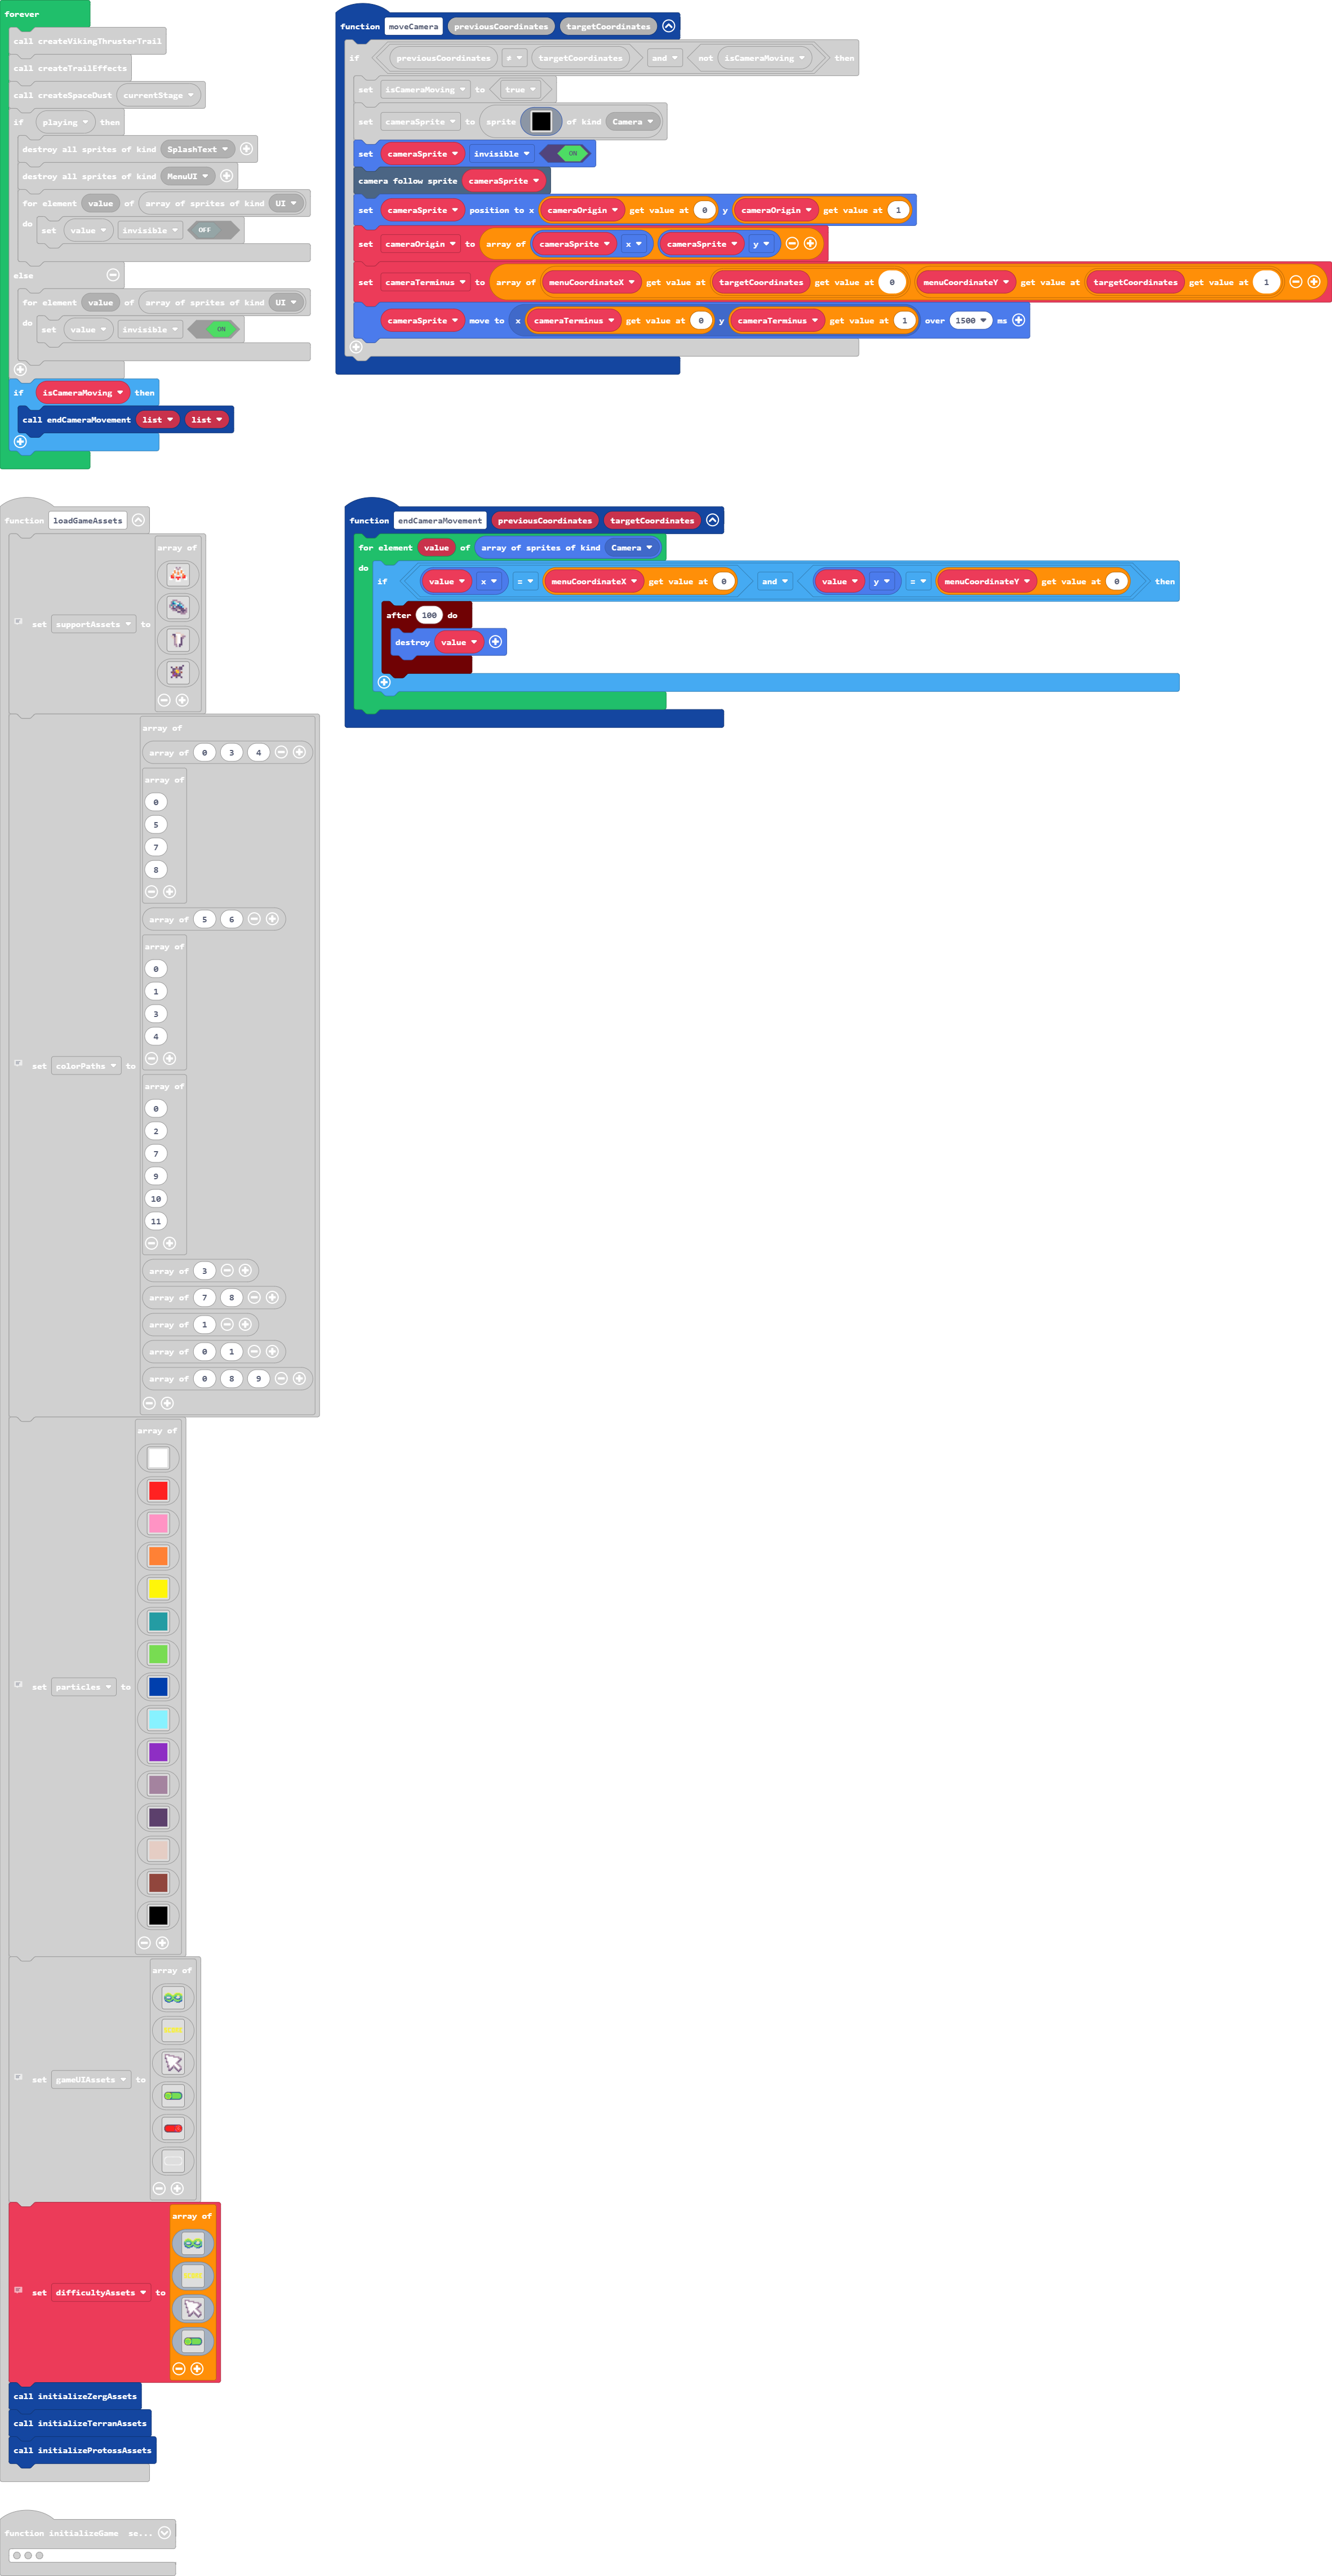 forever
call createVikingThrusterTrail
call createTrailEffects
call createSpaceDust currentStage
if playing then
destroy all sprites of kind SplashText
destroy all sprites of kind MenuUI
for element value of array of sprites of kind UI
do set value invisible OFF
else
for element value of array of sprites of kind UI
do set value invisible ON
if isCameraMoving then
call endCameraMovement list list
function moveCamera previousCoordinates targetCoordinates
if previousCoordinates ≠ targetCoordinates and not isCameraMoving then
set isCameraMoving to true
set cameraSprite to sprite of kind Camera
set cameraSprite invisible ON
camera follow sprite cameraSprite
set cameraSprite position to x cameraOrigin get value at 0 y cameraOrigin get value at 1
set cameraOrigin to array of cameraSprite x cameraSprite y
set cameraTerminus to array of menuCoordinateX get value at targetCoordinates get value at 0 menuCoordinateY get value at targetCoordinates get value at 1
cameraSprite move to x cameraTerminus get value at 0 y cameraTerminus get value at 1 over 1500 ms
function loadGameAssets
array of
set supportAssets to
array of
array of 0 3 4
array of
0
5
7
8
array of 5 6
array of
0
1
3
4
set colorPaths to
array of
0
2
7
9
10
11
array of 3
array of 7 8
array of 1
array of 0 1
array of 0 8 9
array of
set particles to
array of
set gameUIAssets to
array of
set difficultyAssets to
call initializeZergAssets
call initializeTerranAssets
call initializeProtossAssets
function endCameraMovement previousCoordinates targetCoordinates
for element value of array of sprites of kind Camera
do
if value x = menuCoordinateX get value at 0 and value y = menuCoordinateY get value at 0 then
after 100 do
destroy value
function initializeGame se...